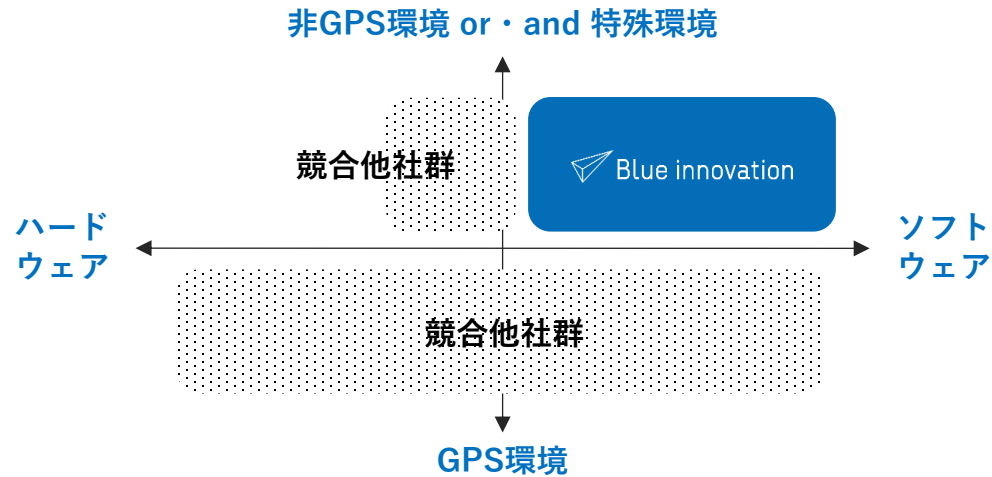 非GPS環境 or・and 特殊環境
競合他社群
Blue innovation
ハード
ウェア
ソフト
ウェア
競合他社群
GPS環境